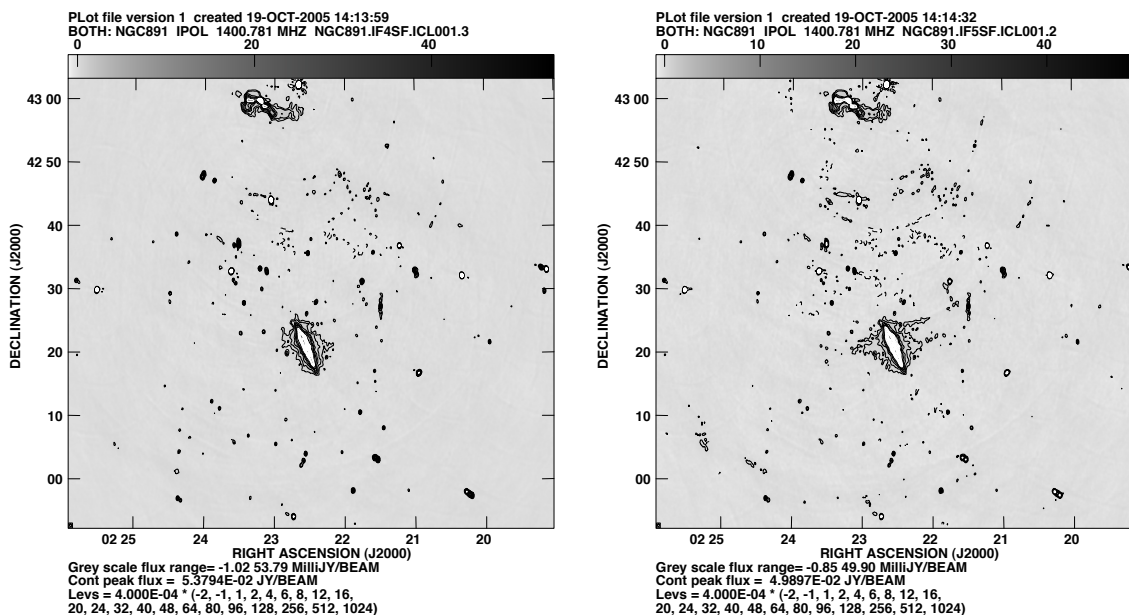 PLot file version 1 created 19-OCT-2005 14:13:59
BOTH: NGC891 IPOL 1400.781 MHZ NGC891.IF4SF.ICL001.3
0 20 40
43 00
42 50
40
30
20
10
00
DECLINATION (J2000)
02 25 24 23 22 21 20
RIGHT ASCENSION (J2000)
Grey scale flux range= -1.02 53.79 MilliJY/BEAM
Cont peak flux = 5.3794E-02 JY/BEAM
Levs = 4.000E-04 * (-2, -1, 1, 2, 4, 6, 8, 12, 16,
20, 24, 32, 40, 48, 64, 80, 96, 128, 256, 512, 1024)
PLot file version 1 created 19-OCT-2005 14:14:32
BOTH: NGC891 IPOL 1400.781 MHZ NGC891.IF5SF.ICL001.2
0 10 20 30 40
43 00
42 50
40
30
20
10
00
DECLINATION (J2000)
02 25 24 23 22 21 20
RIGHT ASCENSION (J2000)
Grey scale flux range= -0.85 49.90 MilliJY/BEAM
Cont peak flux = 4.9897E-02 JY/BEAM
Levs = 4.000E-04 * (-2, -1, 1, 2, 4, 6, 8, 12, 16,
20, 24, 32, 40, 48, 64, 80, 96, 128, 256, 512, 1024)